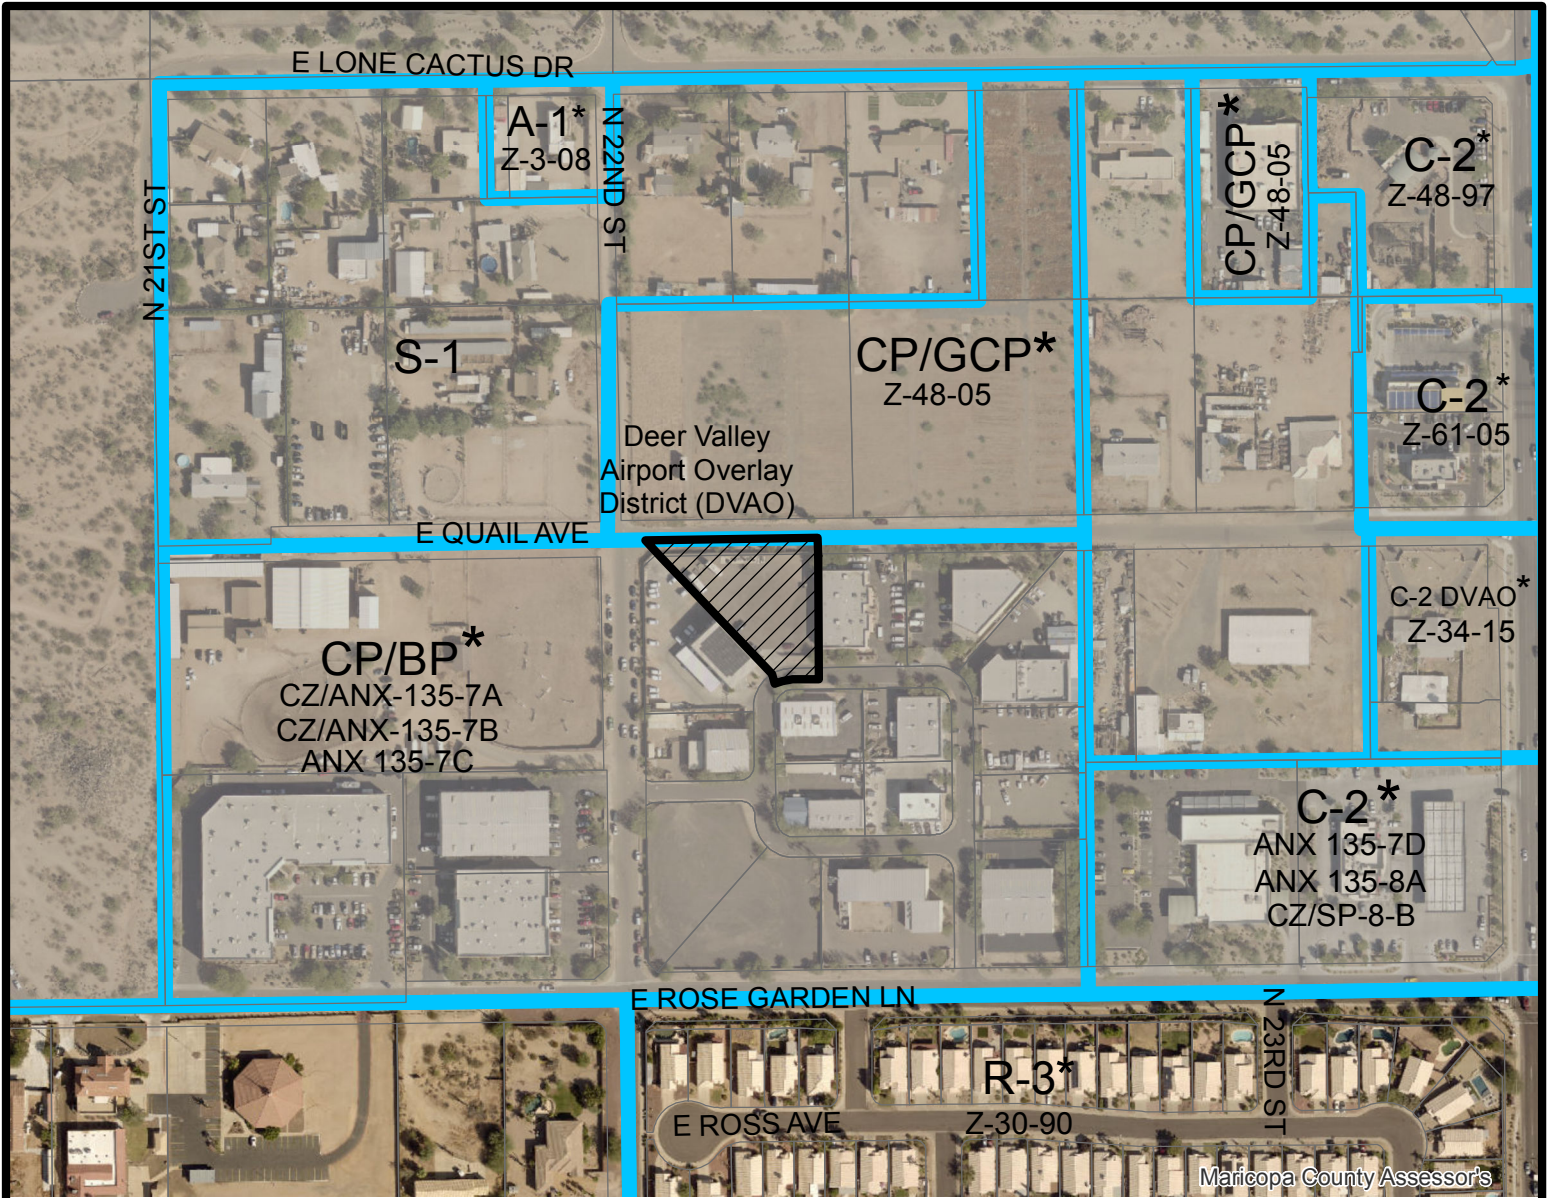 E LONE CACTUS DR
A-1*
Z-3-08
N 22ND ST
CP/GCP*
Z-48-05
C-2*
Z-48-97
N 21ST ST
S-1
CP/GCP*
Z-48-05
C-2*
Z-61-05
Deer Valley
Airport Overlay
District (DVAO)
E QUAIL AVE
C-2 DVAO*
Z-34-15
CP/BP*
CZ/ANX-135-7A
CZ/ANX-135-7B
ANX 135-7C
C-2*
ANX 135-7D
ANX 135-8A
CZ/SP-8-B
E ROSE GARDEN LN
N 23RD ST
R-3*
Z-30-90
E ROSS AVE
Maricopa County Assessor's